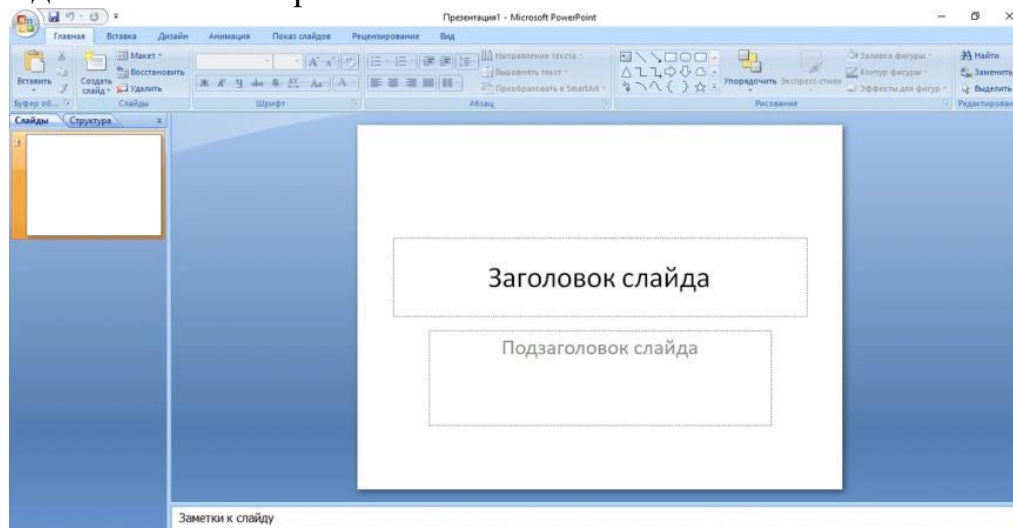 Презентация1 - Microsoft PowerPoint
Главная Вставка Дизайн Анимация Показ слайдов Рецензирование Вид
Вставить
Создать слайд
Макет
Восстановить
Удалить
Направление текста
Выровнять текст
Преобразовать в SmartArt
Упорядочить
Экспресс-стили
Заливка фигуры
Контур фигуры
Эффекты для фигур
Найти
Заменить
Выделить
Буфер об... Слайды Шрифт Абзац Рисование
Слайды Структура
1
Заголовок слайда
Подзаголовок слайда
Заметки к слайду